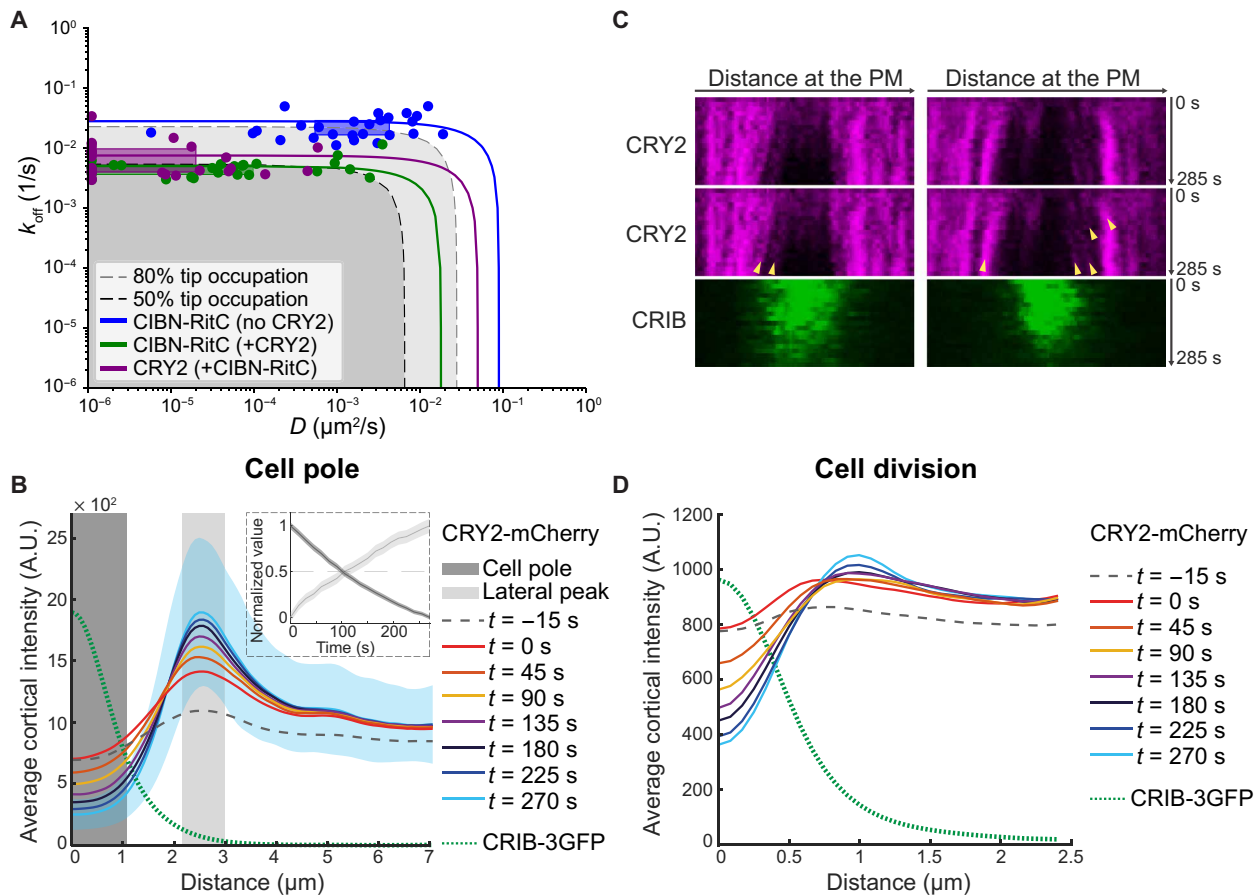 A
10⁰
10⁻¹
10⁻²
10⁻³
10⁻⁴
10⁻⁵
10⁻⁶
k_off (1/s)
80% tip occupation
50% tip occupation
CIBN-RitC (no CRY2)
CIBN-RitC (+CRY2)
CRY2 (+CIBN-RitC)
10⁻⁶ 10⁻⁵ 10⁻⁴ 10⁻³ 10⁻² 10⁻¹ 10⁰
D (µm²/s)
C
Distance at the PM Distance at the PM
CRY2
0 s
285 s
CRY2
0 s
285 s
CRIB
0 s
285 s
Cell pole
B
× 10²
25
20
15
10
5
0
Average cortical intensity (A.U.)
0 1 2 3 4 5 6 7
Distance (µm)
1
0.5
0
Normalized value
0 100 200
Time (s)
CRY2-mCherry
Cell pole
Lateral peak
t = −15 s
t = 0 s
t = 45 s
t = 90 s
t = 135 s
t = 180 s
t = 225 s
t = 270 s
CRIB-3GFP
Cell division
D
1200
1000
800
600
400
200
0
Average cortical intensity (A.U.)
0 0.5 1 1.5 2 2.5
Distance (µm)
CRY2-mCherry
t = −15 s
t = 0 s
t = 45 s
t = 90 s
t = 135 s
t = 180 s
t = 225 s
t = 270 s
CRIB-3GFP